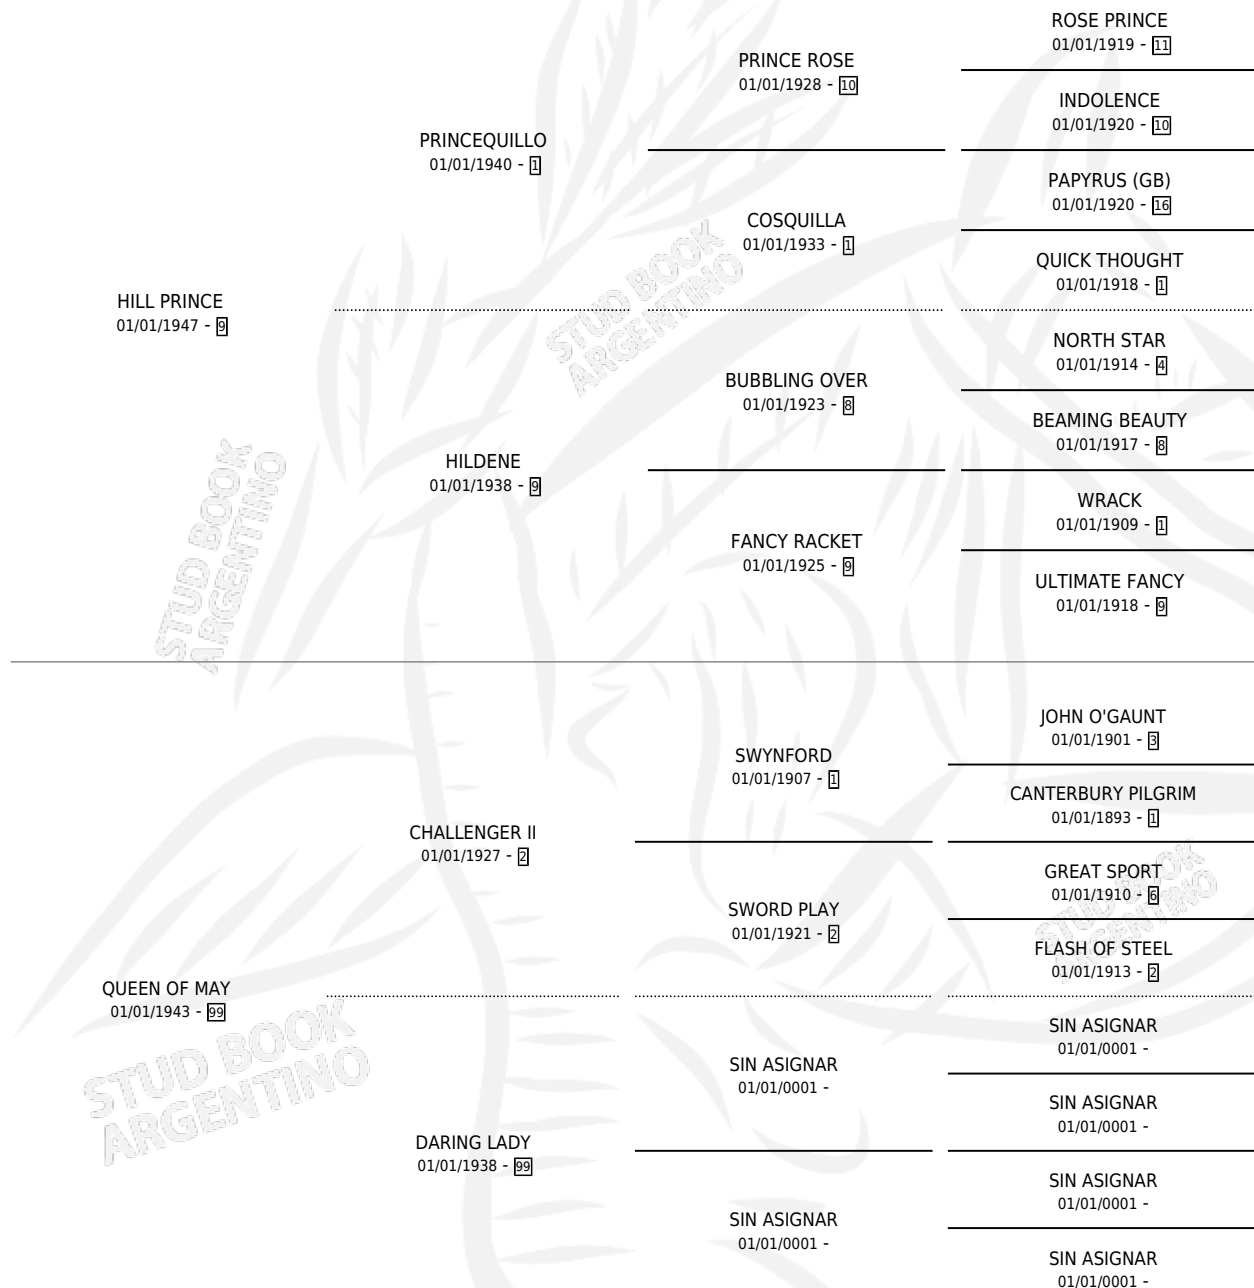 ROSE PRINCE
01/01/1919 - 11
PRINCE ROSE
01/01/1928 - 10
INDOLENCE
01/01/1920 - 10
PRINCEQUILLO
01/01/1940 - 1
PAPYRUS (GB)
01/01/1920 - 16
COSQUILLA
01/01/1933 - 1
QUICK THOUGHT
01/01/1918 - 1
HILL PRINCE
01/01/1947 - 9
NORTH STAR
01/01/1914 - 4
BUBBLING OVER
01/01/1923 - 8
BEAMING BEAUTY
01/01/1917 - 8
HILDENE
01/01/1938 - 9
WRACK
01/01/1909 - 1
FANCY RACKET
01/01/1925 - 9
ULTIMATE FANCY
01/01/1918 - 9
JOHN O'GAUNT
01/01/1901 - 3
SWYNFORD
01/01/1907 - 1
CANTERBURY PILGRIM
01/01/1893 - 1
CHALLENGER II
01/01/1927 - 2
GREAT SPORT
01/01/1910 - 6
SWORD PLAY
01/01/1921 - 2
FLASH OF STEEL
01/01/1913 - 2
QUEEN OF MAY
01/01/1943 - 99
SIN ASIGNAR
01/01/0001 -
SIN ASIGNAR
01/01/0001 -
SIN ASIGNAR
01/01/0001 -
DARING LADY
01/01/1938 - 99
SIN ASIGNAR
01/01/0001 -
SIN ASIGNAR
01/01/0001 -
SIN ASIGNAR
01/01/0001 -
STUD BOOK
ARGENTINO
STUD BOOK
ARGENTINO
STUD BOOK
ARGENTINO
STUD BOOK
ARGENTINO